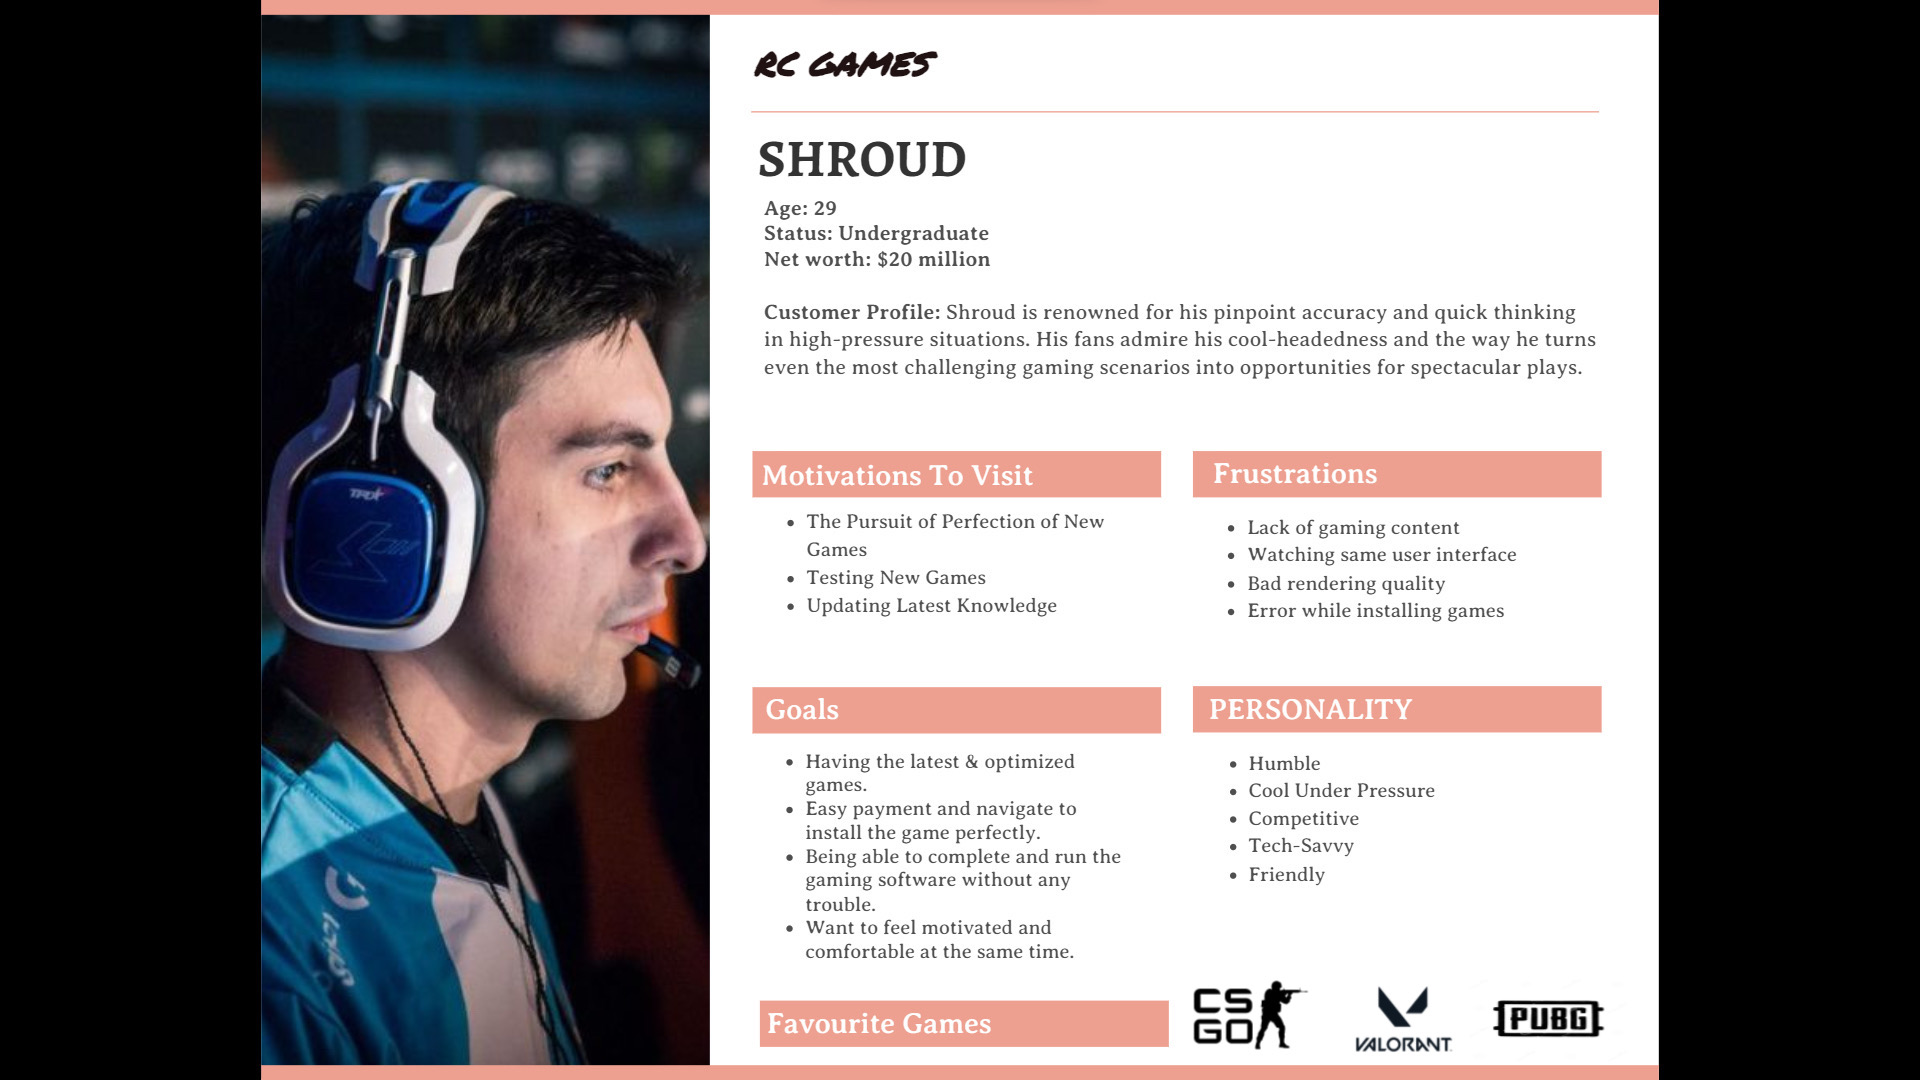 RC GAMES
SHROUD
Age: 29
Status: Undergraduate
Net worth: $20 million
Customer Profile: Shroud is renowned for his pinpoint accuracy and quick thinking
in high-pressure situations. His fans admire his cool-headedness and the way he turns
even the most challenging gaming scenarios into opportunities for spectacular plays.
Motivations To Visit
• The Pursuit of Perfection of New
Games
• Testing New Games
• Updating Latest Knowledge
Frustrations
• Lack of gaming content
• Watching same user interface
• Bad rendering quality
• Error while installing games
Goals
• Having the latest & optimized
games.
• Easy payment and navigate to
install the game perfectly.
• Being able to complete and run the
gaming software without any
trouble.
• Want to feel motivated and
comfortable at the same time.
PERSONALITY
• Humble
• Cool Under Pressure
• Competitive
• Tech-Savvy
• Friendly
Favourite Games
CS
GO
VALORANT
PUBG